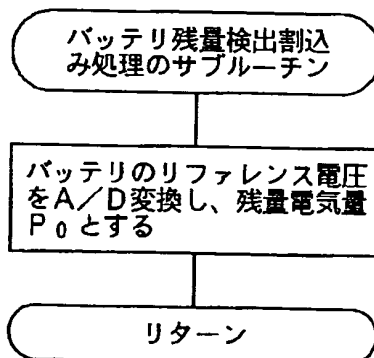 バッテリ残量検出割込
み処理のサブルーチン
バッテリのリファレンス電圧
をA／D変換し、残量電気量
P₀とする
リターン